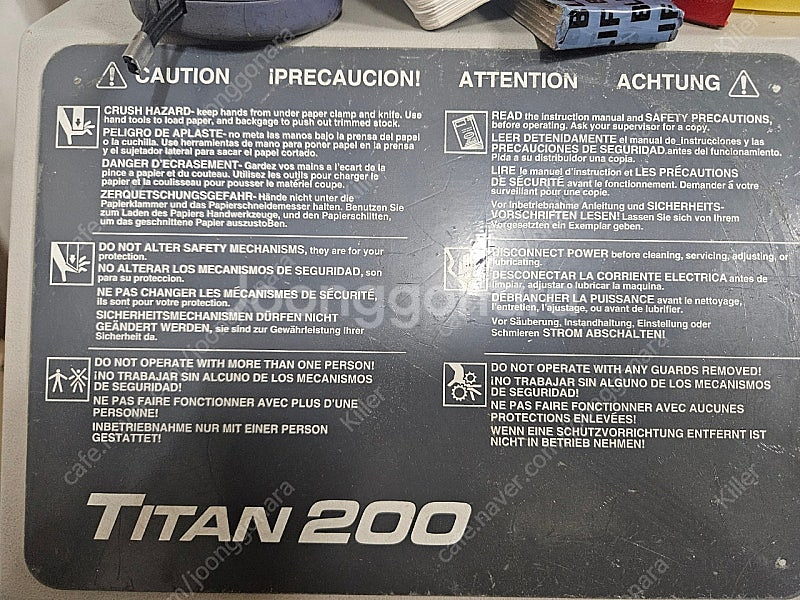 CAUTION ¡PRECAUCION! ATTENTION ACHTUNG
CRUSH HAZARD- keep hands from under paper clamp and knife. Use
hand tools to load paper, and backgage to push out trimmed stock.
PELIGRO DE APLASTE- no meta las manos bajo la prensa del papel
o la cuchilla. Use herramientas de mano para poner papel en la prensa
y el sujetador lateral para sacar el papel cortado.
DANGER D'ECRASEMENT- Gardez vos mains a l'ecart de la
pince a papier et du couteau. Utilisez les outils pour charger le
papier et la coulisseau pour pousser le matériel coupe.
ZERQUETSCHUNGSGEFAHR- Hände nicht unter die
Papierklammer und das Papierschneidemesser halten. Benutzen Sie
zum Laden des Papiers Handwerkzeuge, und den Papierschilten,
um das geschnittene Papier auszustoßen.
DO NOT ALTER SAFETY MECHANISMS, they are for your
protection.
NO ALTERAR LOS MECANISMOS DE SEGURIDAD, son
para su proteccion.
NE PAS CHANGER LES MÉCANISMES DE SÉCURITÉ,
ils sont pour votre protection.
SICHERHEITSMECHANISMEN DÜRFEN NICHT
GEÄNDERT WERDEN, sie sind zur Gewährleistung Ihrer
Sicherheit da.
DO NOT OPERATE WITH MORE THAN ONE PERSON!
¡NO TRABAJAR SIN ALCUNO DE LOS MECANISMOS
DE SEGURIDAD!
NE PAS FAIRE FONCTIONNER AVEC PLUS D'UNE
PERSONNE!
INBETRIEBNAHME NUR MIT EINER PERSON
GESTATTET!
READ the instruction manual and SAFETY PRECAUTIONS,
before operating. Ask your supervisor for a copy.
LEER DETENIDAMENTE el manual de instrucciones y las
PRECAUCIONES DE SEGURIDAD, antes del funcionamiento.
Pida a su distribuidor una copia.
LIRE le manuel d'instruction et LES PRÉCAUTIONS
DE SÉCURITÉ avant le fonctionnement. Demander à votre
surveillant pour une copie.
Vor Inbetriebnahme Anleitung und SICHERHEITS-
VORSCHRIFTEN LESEN! Lassen Sie sich von Ihrem
Vorgesetzten ein Exemplar geben.
DISCONNECT POWER before cleaning, servicing, adjusting, or
lubricating.
DESCONECTAR LA CORRIENTE ELECTRICA antes de
limpiar, adjustar o lubricar la maquina.
DÉBRANCHER LA PUISSANCE avant le nettoyage,
l'entretien, l'ajustage, ou avant de lubrifier.
Vor Säuberung, Instandhaltung, Einstellung oder
Schmieren STROM ABSCHALTEN!
DO NOT OPERATE WITH ANY GUARDS REMOVED!
¡NO TRABAJAR SIN ALGUNO DE LOS MECANISMOS
DE SEGURIDAD!
NE PAS FAIRE FONCTIONNER AVEC AUCUNES
PROTECTIONS ENLEVÉES!
WENN EINE SCHUTZVORRICHTUNG ENTFERNT IST
NICHT IN BETRIEB NEHMEN!
TITAN 200